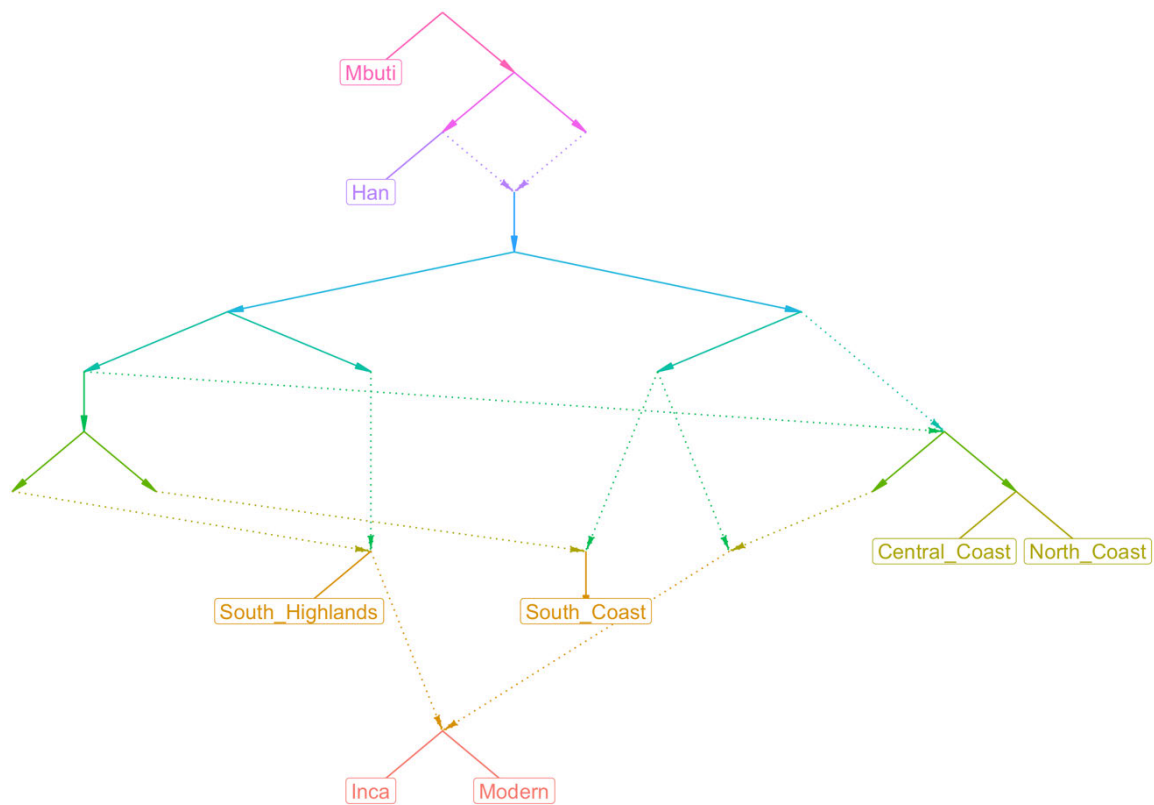 Mbuti
Han
Central_Coast
North_Coast
South_Highlands
South_Coast
Inca
Modern